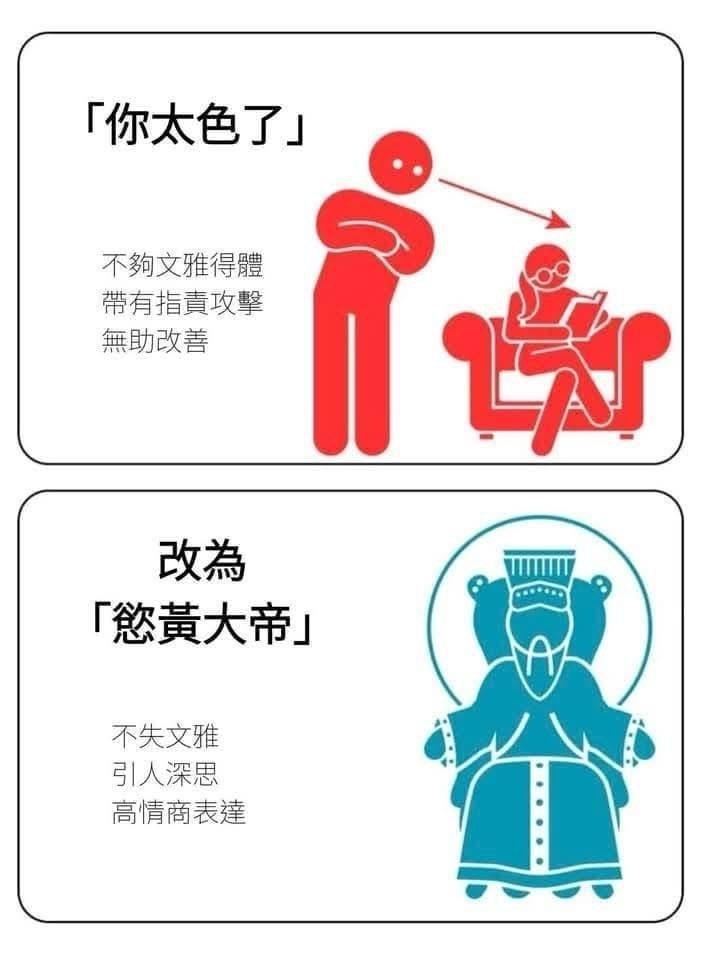 「你太色了」
不夠文雅得體
帶有指責攻擊
無助改善
改為
「慾黃大帝」
不失文雅
引人深思
高情商表達